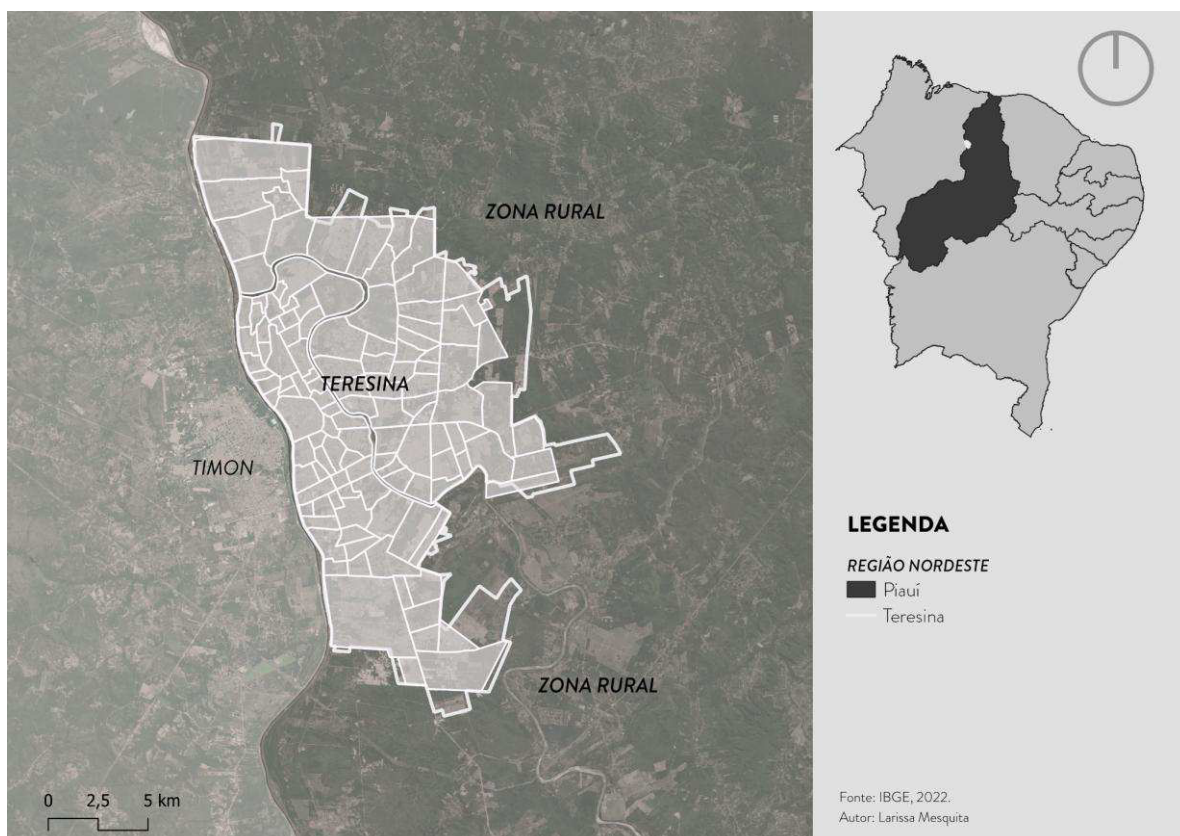 ZONA RURAL
TERESINA
TIMON
ZONA RURAL
0 2,5 5 km
LEGENDA
REGIÃO NORDESTE
Piauí
Teresina
Fonte: IBGE, 2022.
Autor: Larissa Mesquita